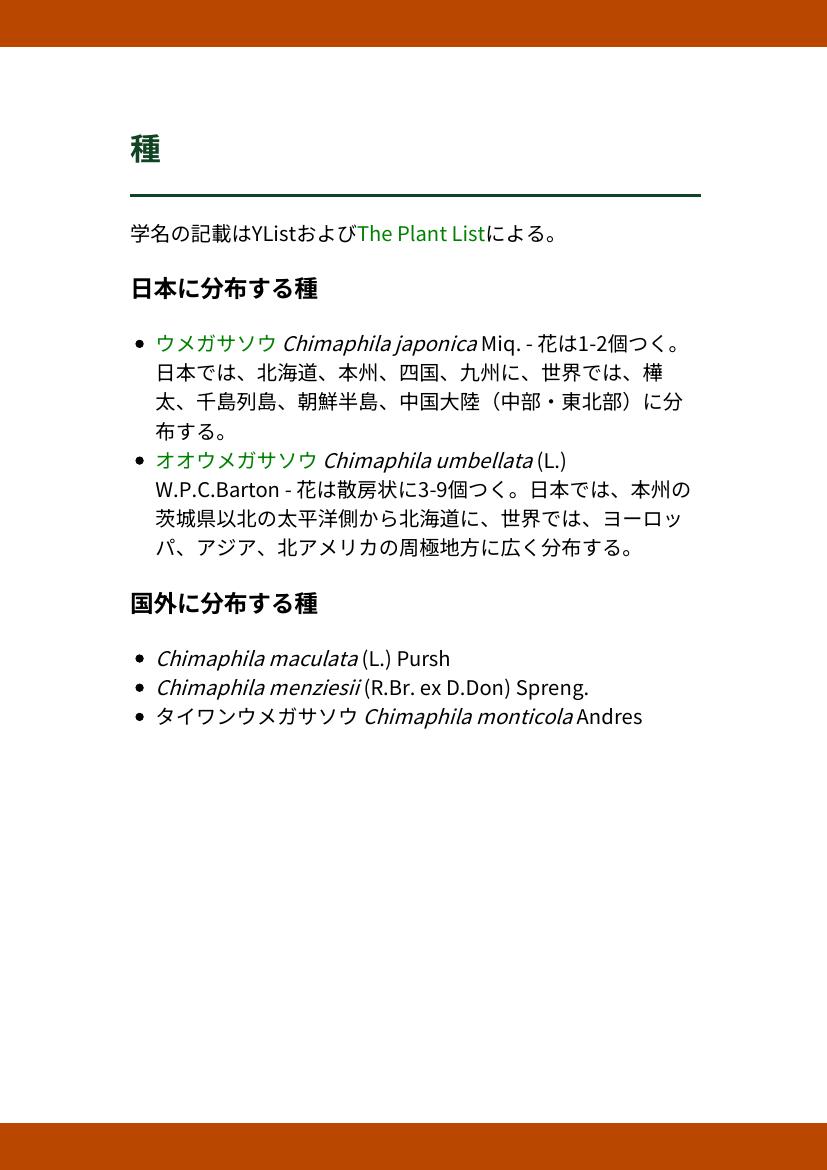 種
学名の記載はYListおよびThe Plant Listによる。
日本に分布する種
• ウメガサソウ Chimaphila japonica Miq. - 花は1-2個つく。
日本では、北海道、本州、四国、九州に、世界では、樺
太、千島列島、朝鮮半島、中国大陸（中部・東北部）に分
布する。
• オオウメガサソウ Chimaphila umbellata (L.)
W.P.C.Barton - 花は散房状に3-9個つく。日本では、本州の
茨城県以北の太平洋側から北海道に、世界では、ヨーロッ
パ、アジア、北アメリカの周極地方に広く分布する。
国外に分布する種
• Chimaphila maculata (L.) Pursh
• Chimaphila menziesii (R.Br. ex D.Don) Spreng.
• タイワンウメガサソウ Chimaphila monticola Andres